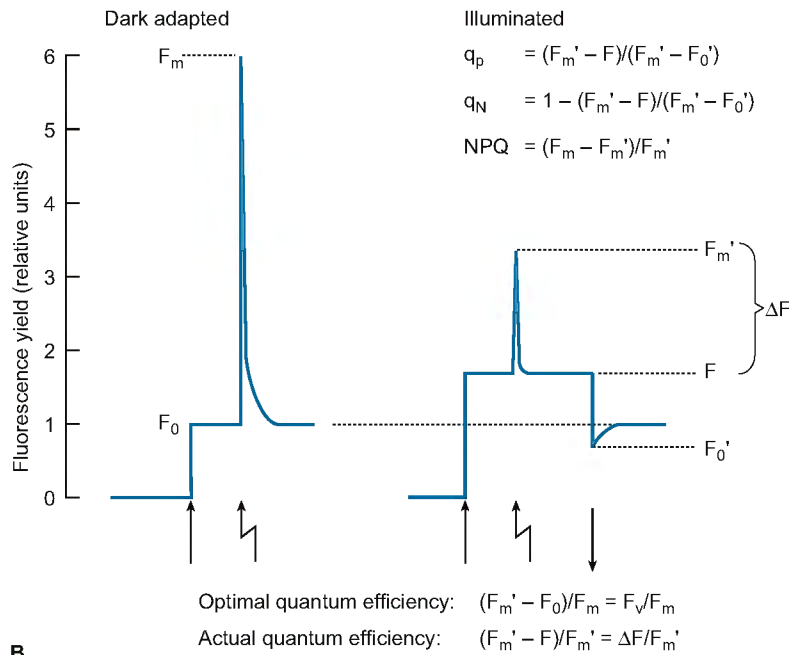 Dark adapted
Illuminated
qp = (Fm' – F)/(Fm' – F0')
qN = 1 – (Fm' – F)/(Fm' – F0')
NPQ = (Fm – Fm')/Fm'
Fluorescence yield (relative units)
6
5
4
3
2
1
0
Fm
F0
Fm'
ΔF
F
F0'
Optimal quantum efficiency: (Fm' – F0)/Fm = Fv/Fm
Actual quantum efficiency: (Fm' – F)/Fm' = ΔF/Fm'
B